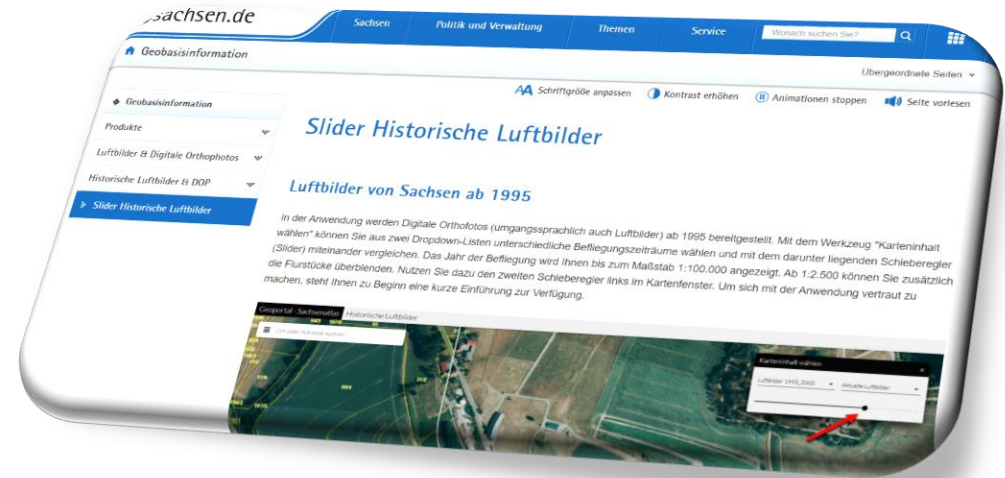 sachsen.de
Sachsen
Politik und Verwaltung
Themen
Service
Wonach suchen Sie?
Geobasisinformation
Übergeordnete Seiten
AA Schriftgröße anpassen
Kontrast erhöhen
Animationen stoppen
Seite vorlesen
Geobasisinformation
Produkte
Luftbilder & Digitale Orthophotos
Historische Luftbilder & DOP
Slider Historische Luftbilder
Slider Historische Luftbilder
Luftbilder von Sachsen ab 1995
In der Anwendung werden Digitale Orthofotos (umgangssprachlich auch Luftbilder) ab 1995 bereitgestellt. Mit dem Werkzeug "Karteninhalt
wählen" können Sie aus zwei Dropdown-Listen unterschiedliche Befliegungszeiträume wählen und mit dem darunter liegenden Schieberegler
(Slider) miteinander vergleichen. Das Jahr der Befliegung wird Ihnen bis zum Maßstab 1:100.000 angezeigt. Ab 1:2.500 können Sie zusätzlich
die Flurstücke überblenden. Nutzen Sie dazu den zweiten Schieberegler links im Kartenfenster. Um sich mit der Anwendung vertraut zu
machen, steht Ihnen zu Beginn eine kurze Einführung zur Verfügung.
Geoportal - Sachsenatlas Historische Luftbilder
Ort oder Adresse suchen
Karteninhalt wählen
Luftbilder 1995_2000
aktuelle Luftbilder